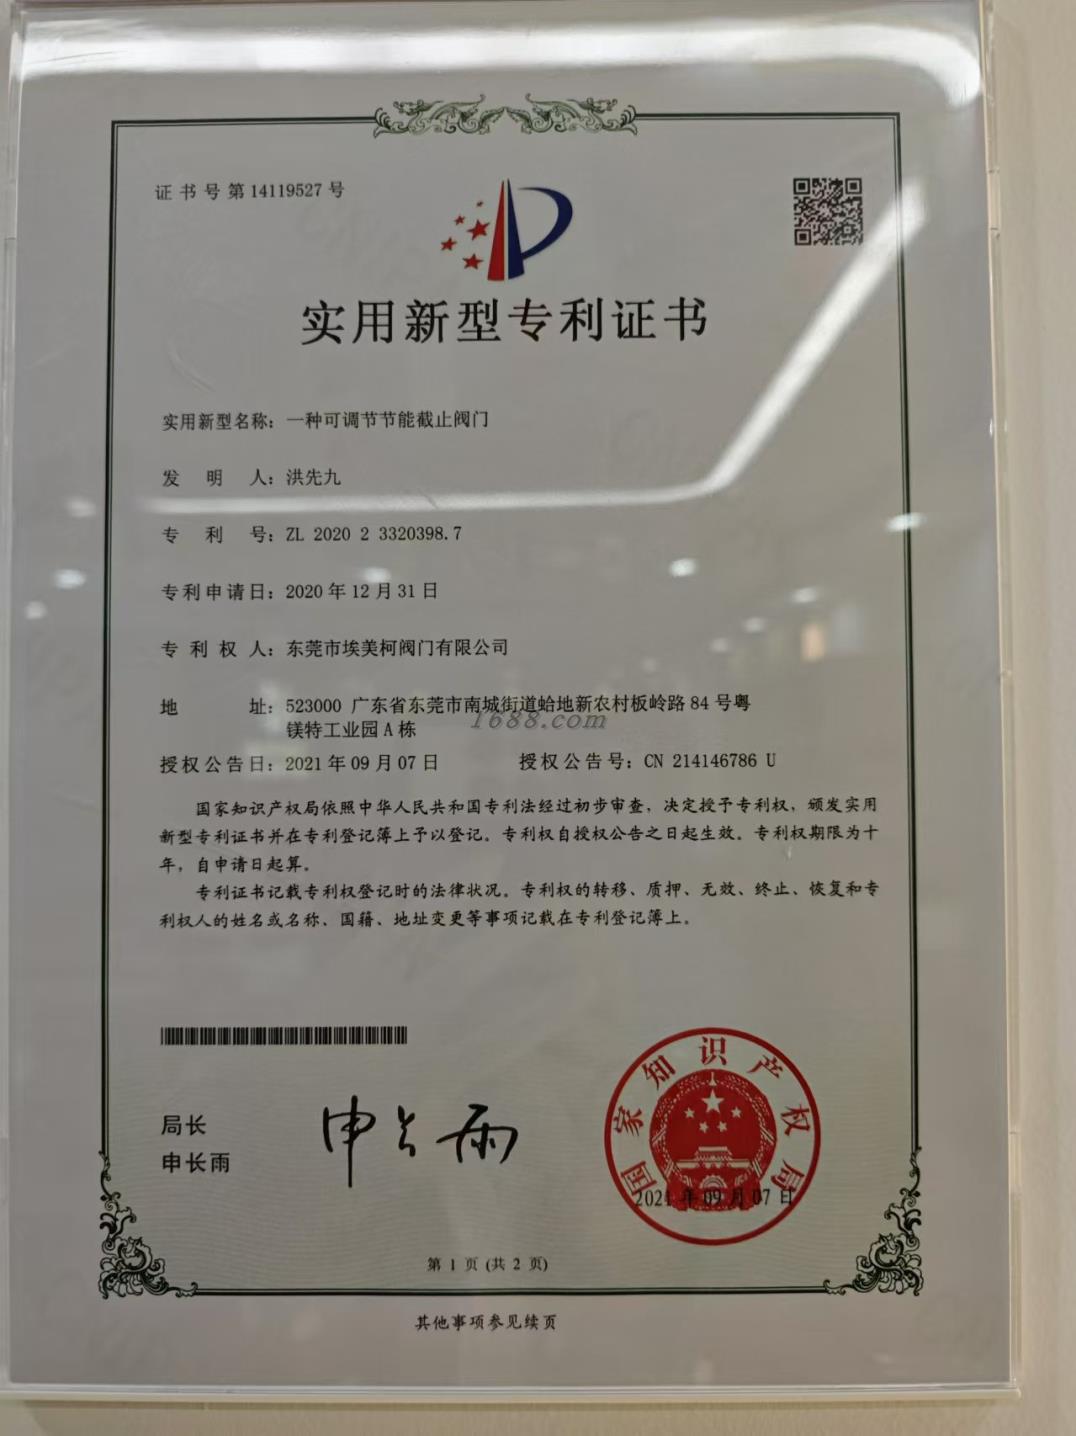 证书号第14119527号
实用新型专利证书
实用新型名称：一种可调节节能截止阀门
发明人：洪先九
专利号：ZL 2020 2 3320398.7
专利申请日：2020年12月31日
专利权人：东莞市埃美柯阀门有限公司
地址：523000 广东省东莞市南城街道蛤地新农村板岭路84号粤
镁特工业园A栋
1688.com
授权公告日：2021年09月07日 授权公告号：CN 214146786 U
国家知识产权局依照中华人民共和国专利法经过初步审查，决定授予专利权，颁发实用
新型专利证书并在专利登记簿上予以登记。专利权自授权公告之日起生效。专利权期限为十
年，自申请日起算。
专利证书记载专利权登记时的法律状况。专利权的转移、质押、无效、终止、恢复和专
利权人的姓名或名称、国籍、地址变更等事项记载在专利登记簿上。
局长
申长雨
申长雨
国家知识产权局
2021年09月07日
第1页(共2页)
其他事项参见续页